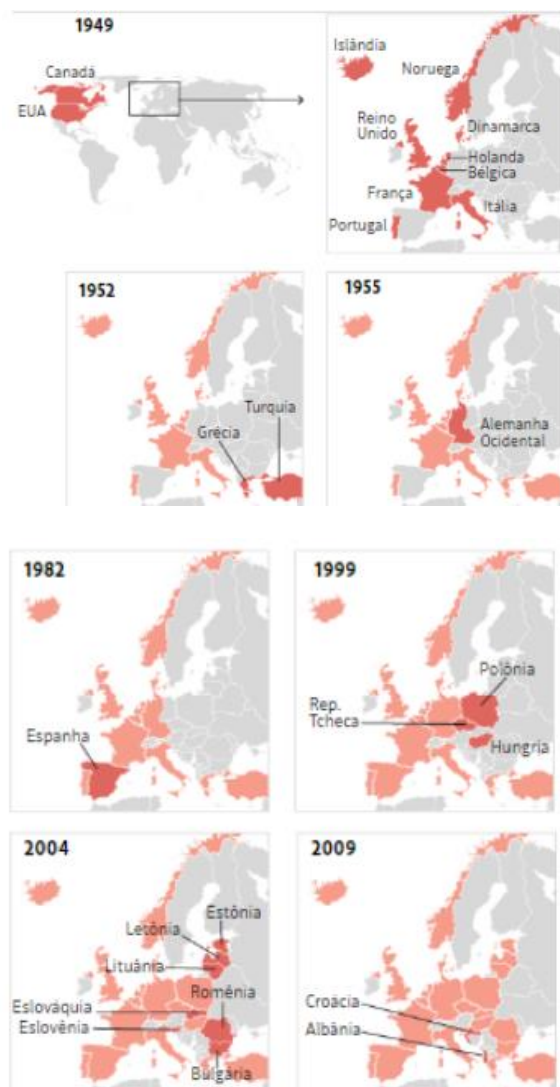 1949
Canadá
EUA
Islândia
Noruega
Reino
Unido
Dinamarca
Holanda
Bélgica
França
Itália
Portugal
1952
Turquia
Grécia
1955
Alemanha
Ocidental
1982
Espanha
1999
Polônia
Rep.
Tcheca
Hungria
2004
Estônia
Letônia
Lituânia
Romênia
Eslováquia
Eslovênia
Bulgária
2009
Croácia
Albânia